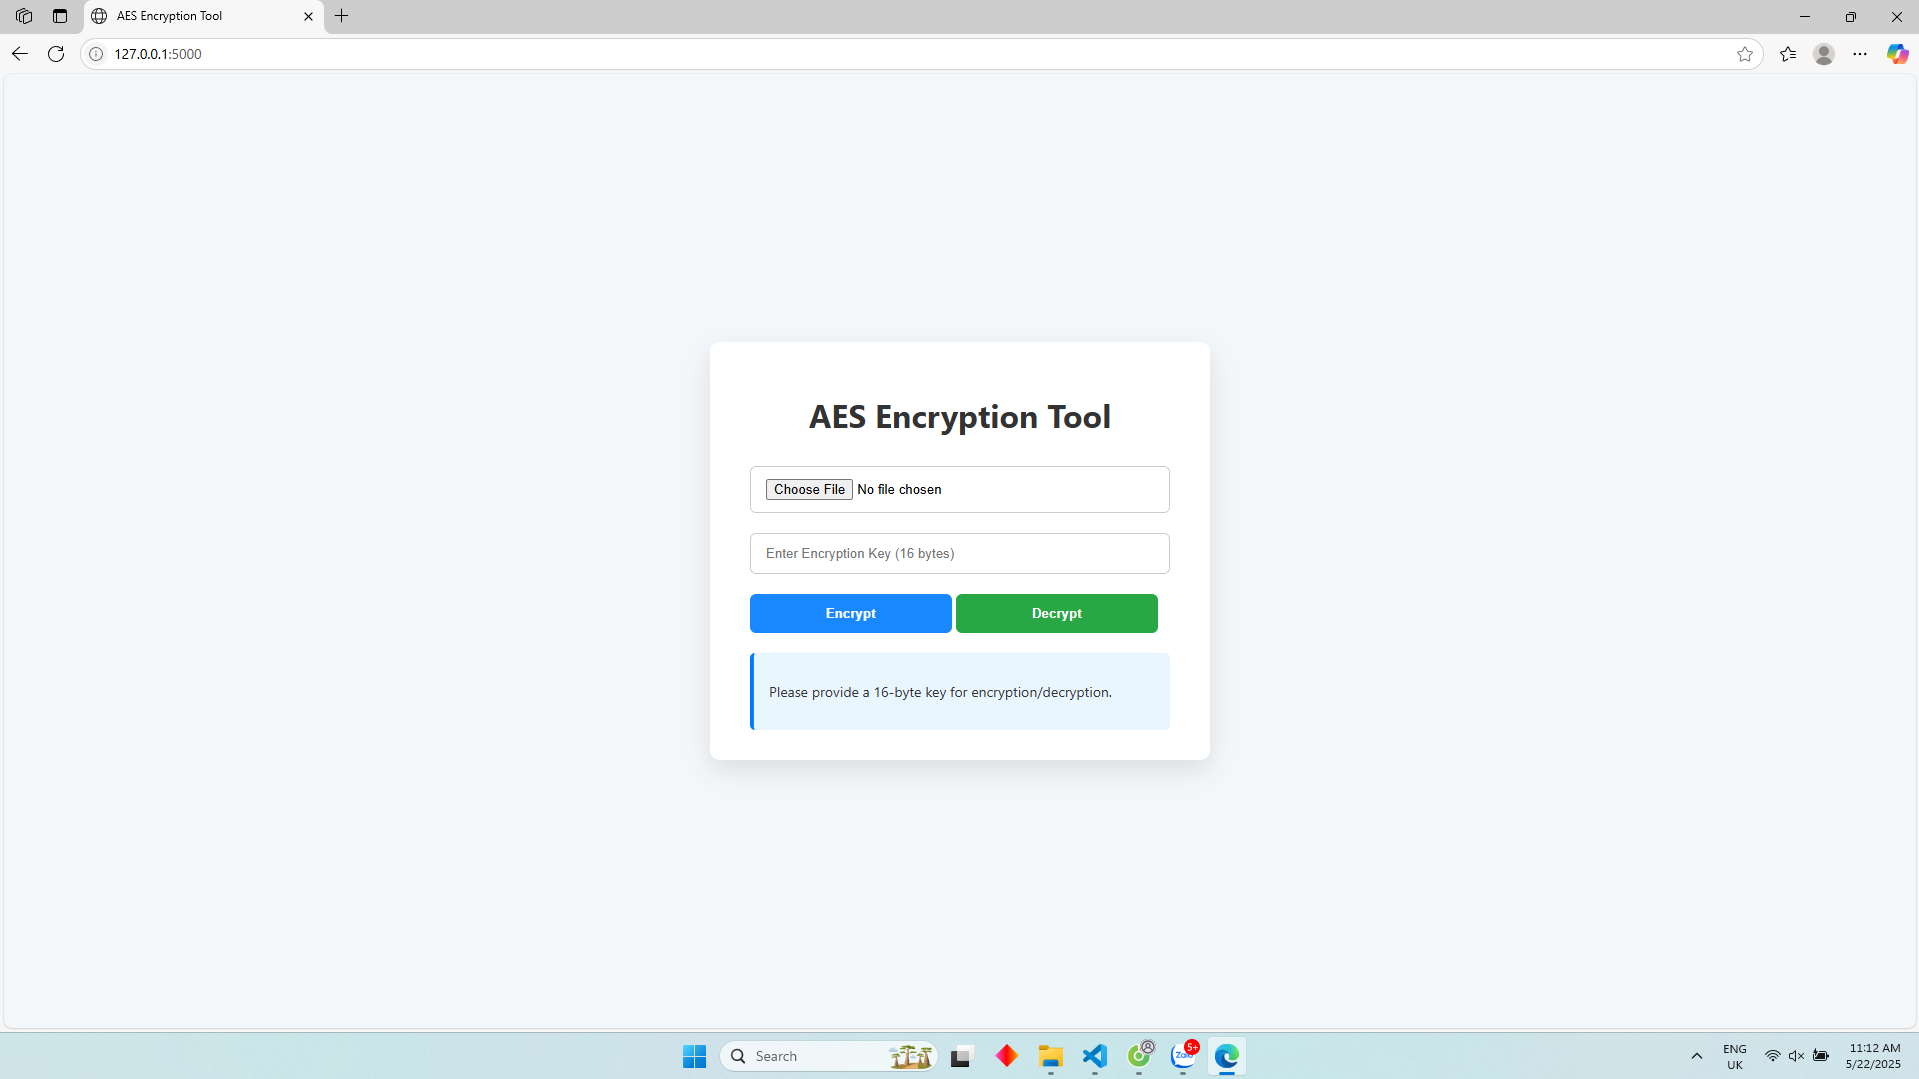 AES Encryption Tool
127.0.0.1:5000
AES Encryption Tool
Choose File No file chosen
Enter Encryption Key (16 bytes)
Encrypt Decrypt
Please provide a 16-byte key for encryption/decryption.
Search
Zalo
5+
ENG
UK
11:12 AM
5/22/2025